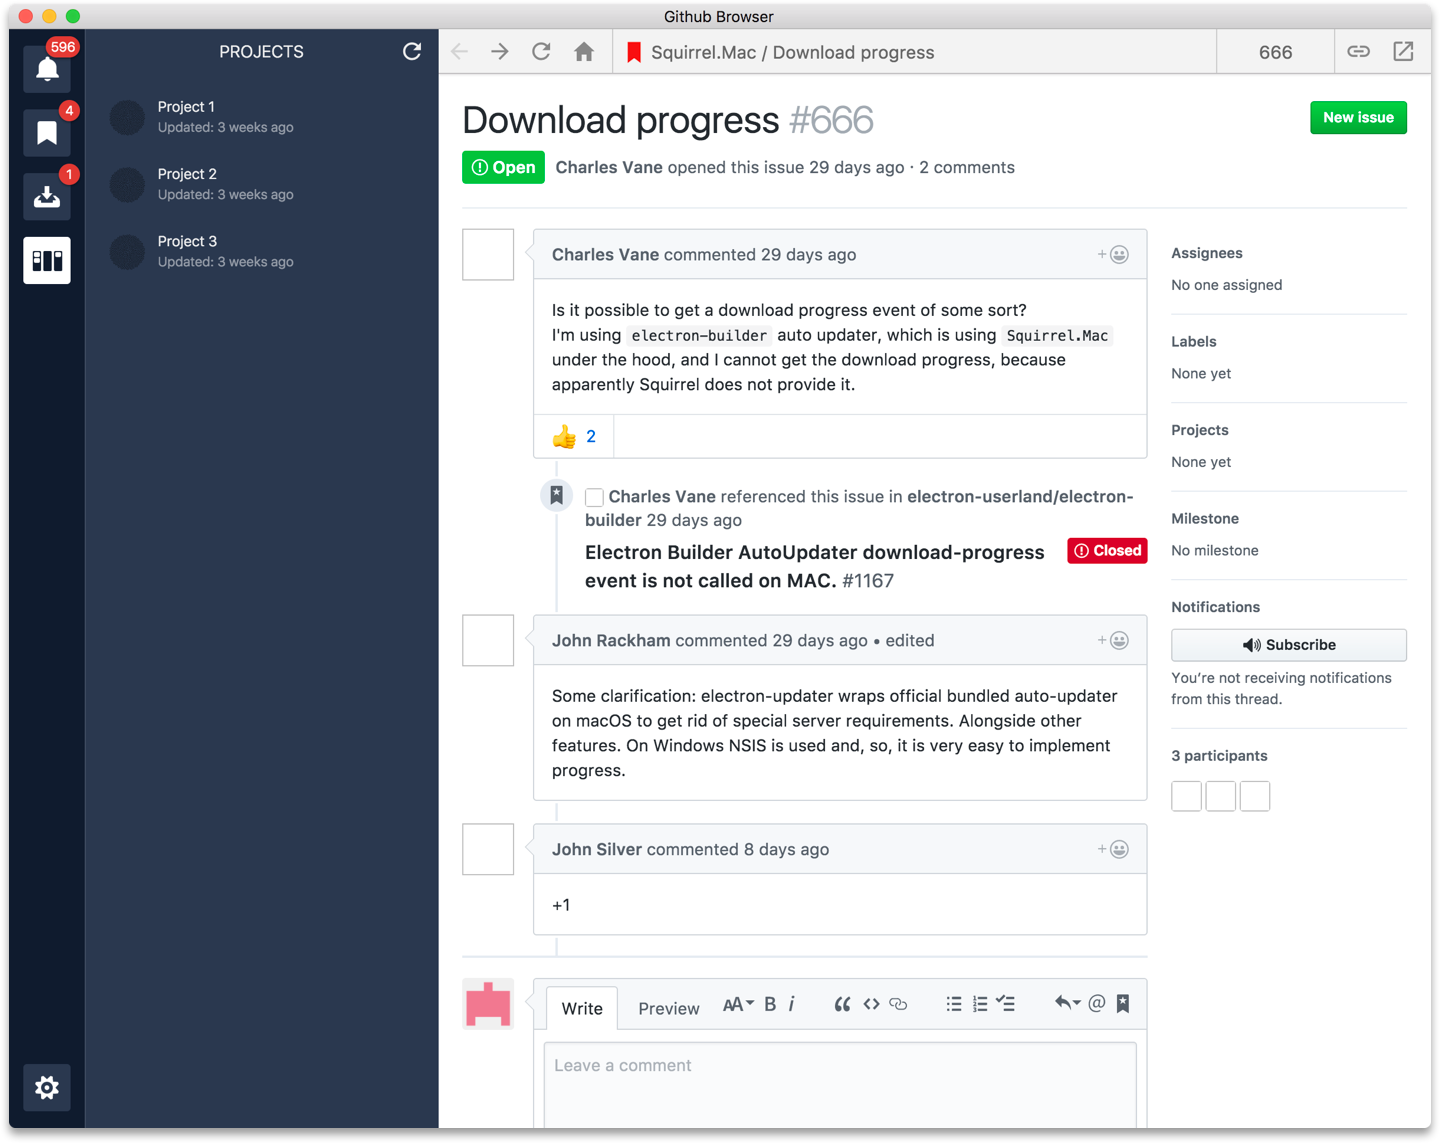 Github Browser
596
4
1
PROJECTS
Project 1
Updated: 3 weeks ago
Project 2
Updated: 3 weeks ago
Project 3
Updated: 3 weeks ago
Squirrel.Mac / Download progress
666
Download progress #666
New issue
Open Charles Vane opened this issue 29 days ago · 2 comments
Charles Vane commented 29 days ago
+
Is it possible to get a download progress event of some sort?
I'm using electron-builder auto updater, which is using Squirrel.Mac
under the hood, and I cannot get the download progress, because
apparently Squirrel does not provide it.
2
Charles Vane referenced this issue in electron-userland/electron-
builder 29 days ago
Electron Builder AutoUpdater download-progress
event is not called on MAC. #1167
Closed
John Rackham commented 29 days ago • edited
+
Some clarification: electron-updater wraps official bundled auto-updater
on macOS to get rid of special server requirements. Alongside other
features. On Windows NSIS is used and, so, it is very easy to implement
progress.
John Silver commented 8 days ago
+
+1
Write
Preview
AA B i “ <> @
Leave a comment
Assignees
No one assigned
Labels
None yet
Projects
None yet
Milestone
No milestone
Notifications
Subscribe
You’re not receiving notifications
from this thread.
3 participants